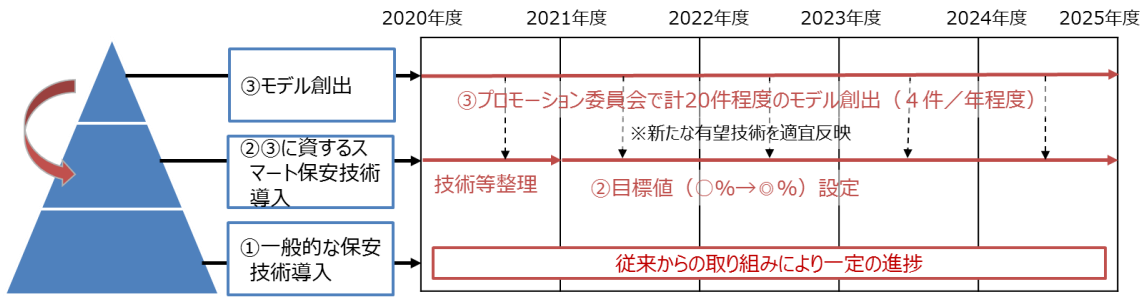 2020年度 2021年度 2022年度 2023年度 2024年度 2025年度
③モデル創出
③プロモーション委員会で計20件程度のモデル創出（４件／年程度）
※新たな有望技術を適宜反映
②③に資するス
マート保安技術
導入
技術等整理
②目標値（○%→◎%）設定
①一般的な保安
技術導入
従来からの取り組みにより一定の進捗